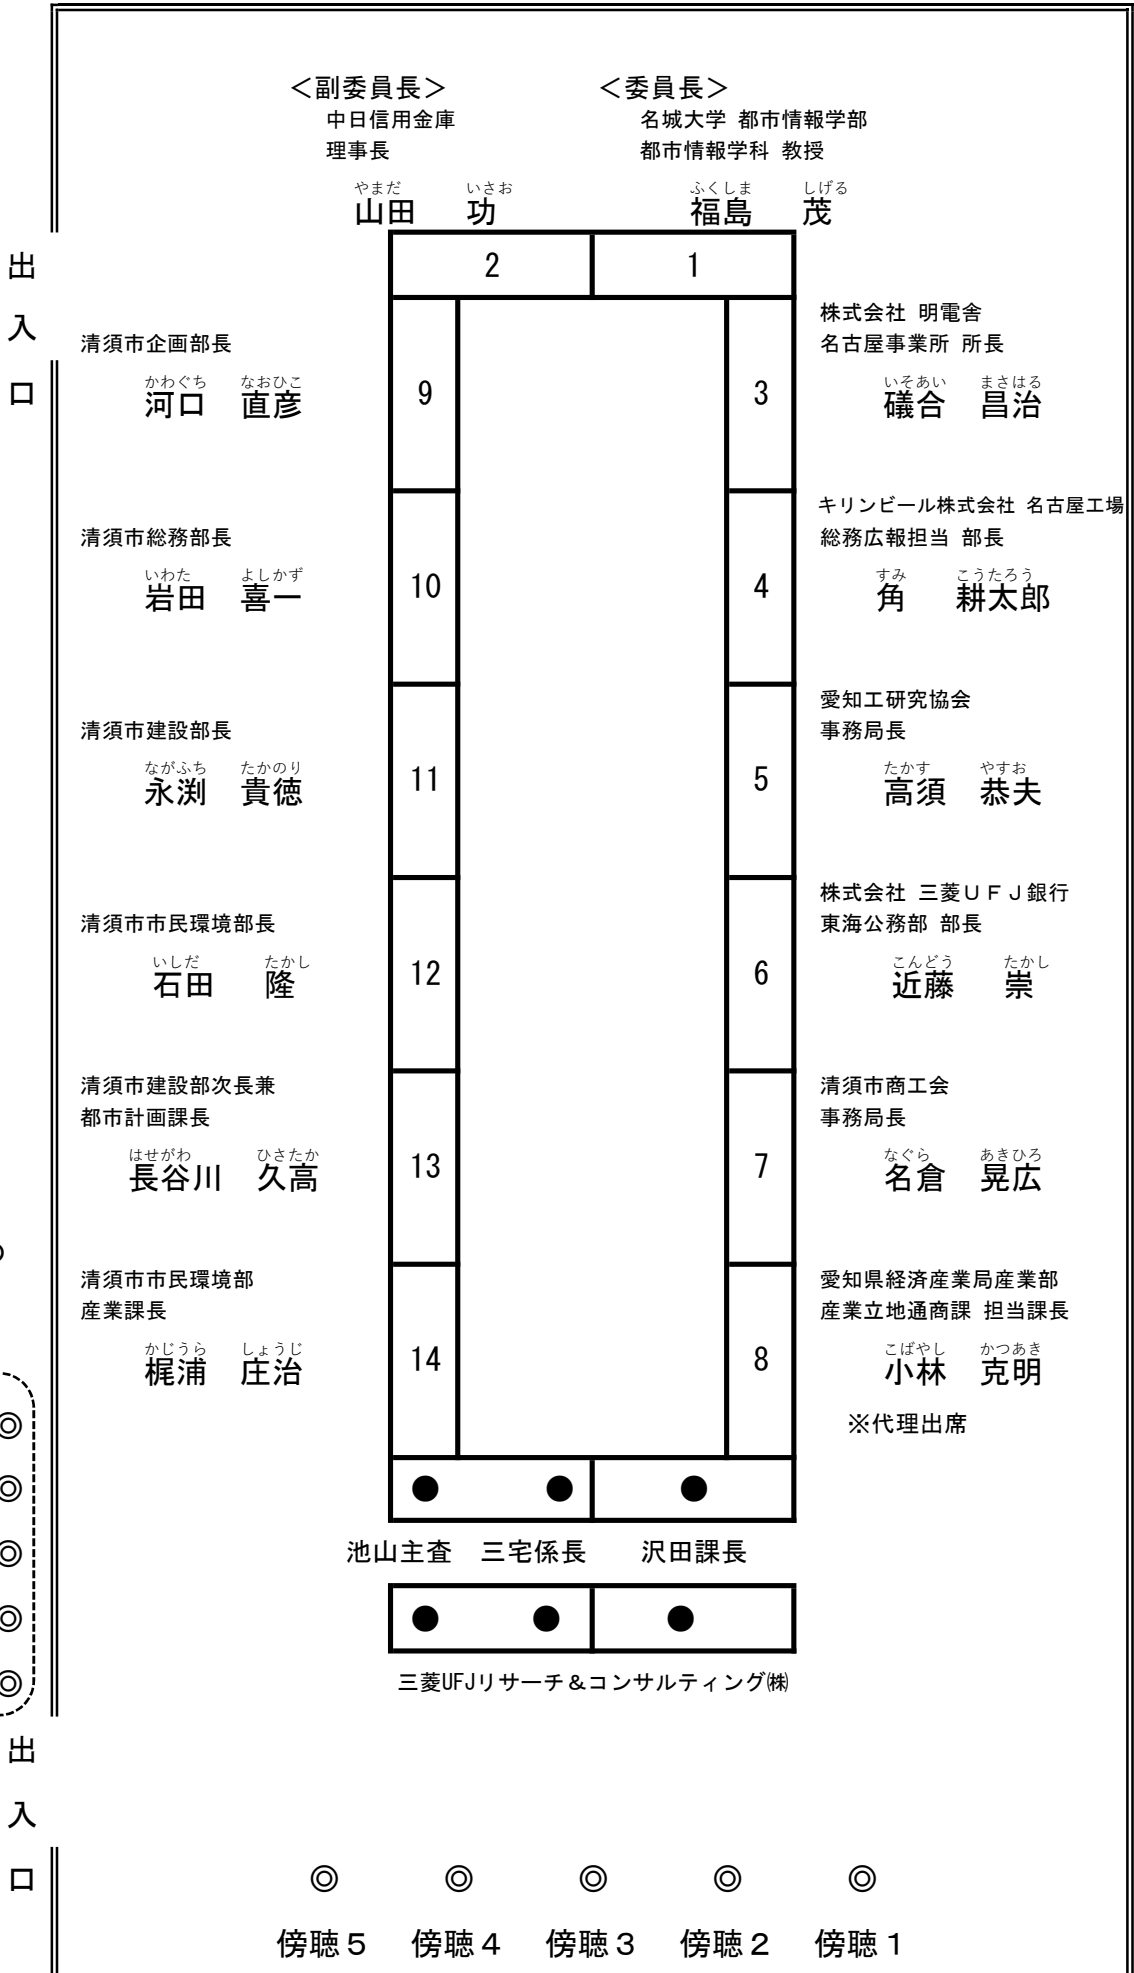 ＜副委員長＞
中日信用金庫
理事長
やまだ いさお
山田 功
＜委員長＞
名城大学 都市情報学部
都市情報学科 教授
ふくしま しげる
福島 茂
2 1
出
入
口
清須市企画部長
かわぐち なおひこ
河口 直彦
9
3
株式会社 明電舎
名古屋事業所 所長
いそあい まさはる
礒合 昌治
清須市総務部長
いわた よしかず
岩田 喜一
10
4
キリンビール株式会社 名古屋工場
総務広報担当 部長
すみ こうたろう
角 耕太郎
清須市建設部長
ながふち たかのり
永渕 貴徳
11
5
愛知工研究協会
事務局長
たかす やすお
高須 恭夫
清須市市民環境部長
いしだ たかし
石田 隆
12
6
株式会社 三菱ＵＦＪ銀行
東海公務部 部長
こんどう たかし
近藤 崇
清須市建設部次長兼
都市計画課長
はせがわ ひさたか
長谷川 久高
13
7
清須市商工会
事務局長
なぐら あきひろ
名倉 晃広
清須市市民環境部
産業課長
かじうら しょうじ
梶浦 庄治
14
8
愛知県経済産業局産業部
産業立地通商課 担当課長
こばやし かつあき
小林 克明
※代理出席
◎
◎
◎
◎
◎
● ● ●
池山主査 三宅係長 沢田課長
● ● ●
三菱UFJリサーチ＆コンサルティング㈱
出
入
口
◎ ◎ ◎ ◎ ◎
傍聴５ 傍聴４ 傍聴３ 傍聴２ 傍聴１